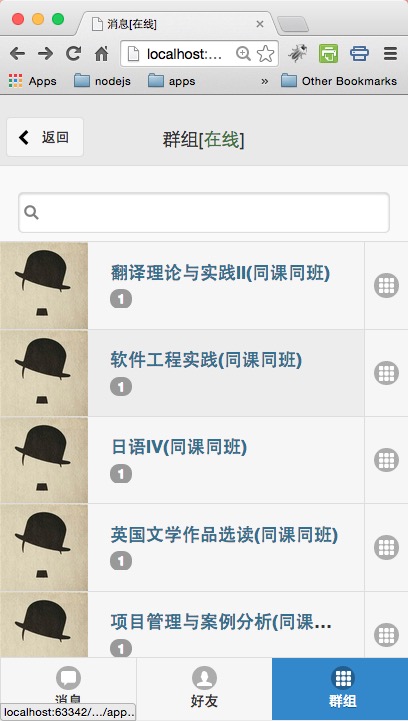 消息[在线]
localhost:...
Apps
nodejs
apps
»
Other Bookmarks
返回
群组[在线]
翻译理论与实践II(同课同班)
1
软件工程实践(同课同班)
1
日语IV(同课同班)
1
英国文学作品选读(同课同班)
1
项目管理与案例分析(同课...
1
消息
好友
群组
localhost:63342/.../app...